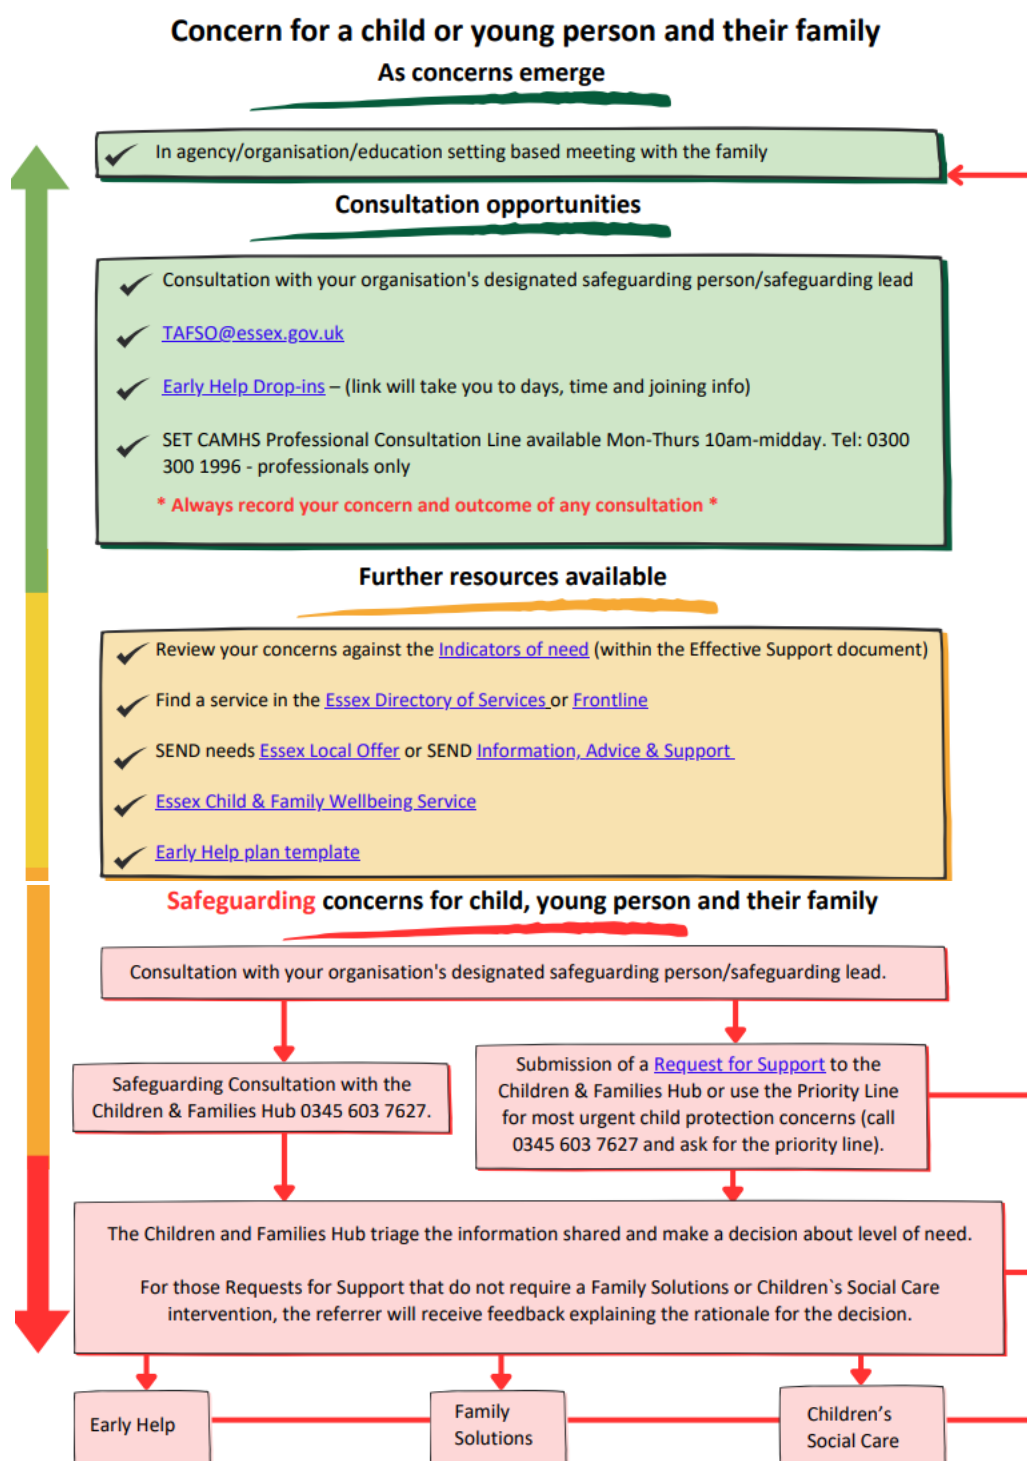 Concern for a child or young person and their family
As concerns emerge
In agency/organisation/education setting based meeting with the family
Consultation opportunities
Consultation with your organisation's designated safeguarding person/safeguarding lead
TAFSO@essex.gov.uk
Early Help Drop-ins – (link will take you to days, time and joining info)
SET CAMHS Professional Consultation Line available Mon-Thurs 10am-midday. Tel: 0300
300 1996 - professionals only
* Always record your concern and outcome of any consultation *
Further resources available
Review your concerns against the Indicators of need (within the Effective Support document)
Find a service in the Essex Directory of Services or Frontline
SEND needs Essex Local Offer or SEND Information, Advice & Support
Essex Child & Family Wellbeing Service
Early Help plan template
Safeguarding concerns for child, young person and their family
Consultation with your organisation's designated safeguarding person/safeguarding lead.
Safeguarding Consultation with the
Children & Families Hub 0345 603 7627.
Submission of a Request for Support to the
Children & Families Hub or use the Priority Line
for most urgent child protection concerns (call
0345 603 7627 and ask for the priority line).
The Children and Families Hub triage the information shared and make a decision about level of need.
For those Requests for Support that do not require a Family Solutions or Children`s Social Care
intervention, the referrer will receive feedback explaining the rationale for the decision.
Early Help
Family
Solutions
Children’s
Social Care